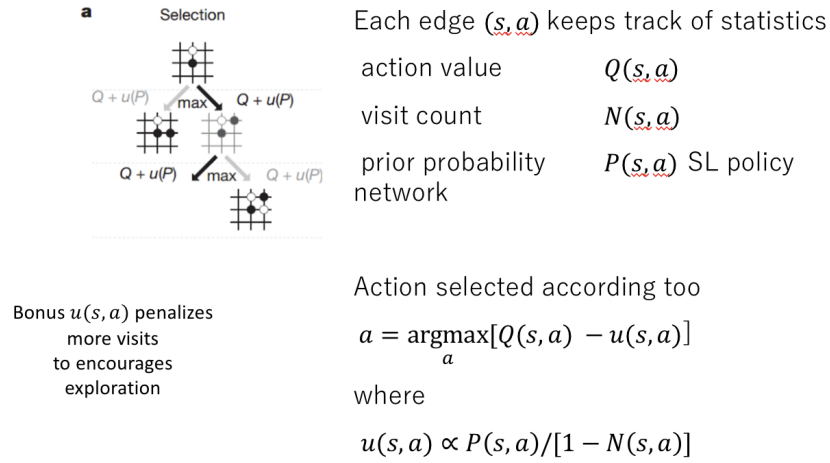 a
Selection
Q + u(P) max Q + u(P)
Q + u(P) max Q + u(P)
Each edge (s, a) keeps track of statistics
action value Q(s, a)
visit count N(s, a)
prior probability P(s, a) SL policy
network
Bonus u(s, a) penalizes
more visits
to encourages
exploration
Action selected according too
a = argmax[Q(s, a) − u(s, a)]
a
where
u(s, a) ∝ P(s, a)/[1 − N(s, a)]